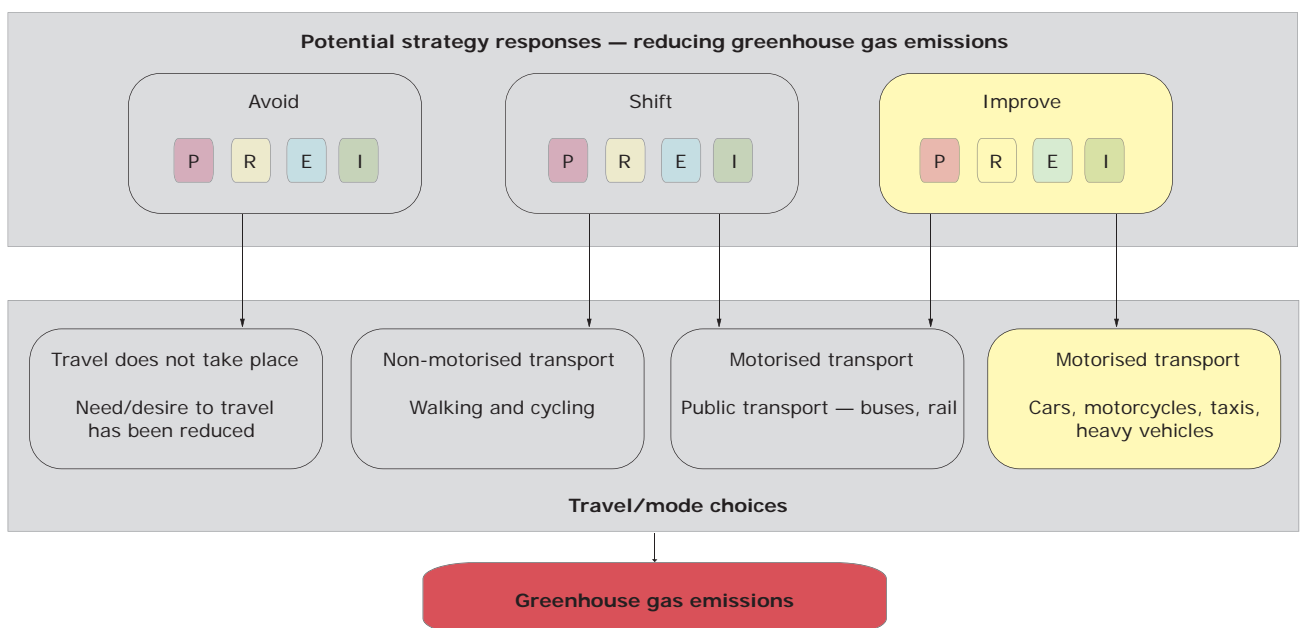 Potential strategy responses — reducing greenhouse gas emissions
Avoid
P R E I
Shift
P R E I
Improve
P R E I
Travel does not take place
Need/desire to travel
has been reduced
Non-motorised transport
Walking and cycling
Motorised transport
Public transport — buses, rail
Motorised transport
Cars, motorcycles, taxis,
heavy vehicles
Travel/mode choices
Greenhouse gas emissions